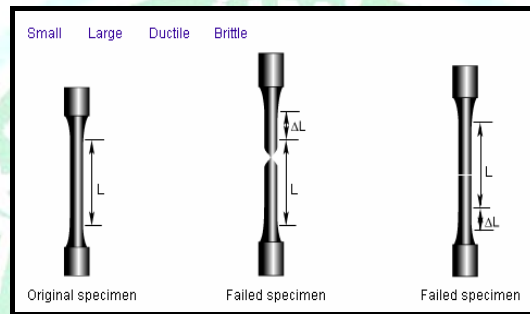 Small Large Ductile Brittle
ΔL
L
L
L
ΔL
Original specimen Failed specimen Failed specimen